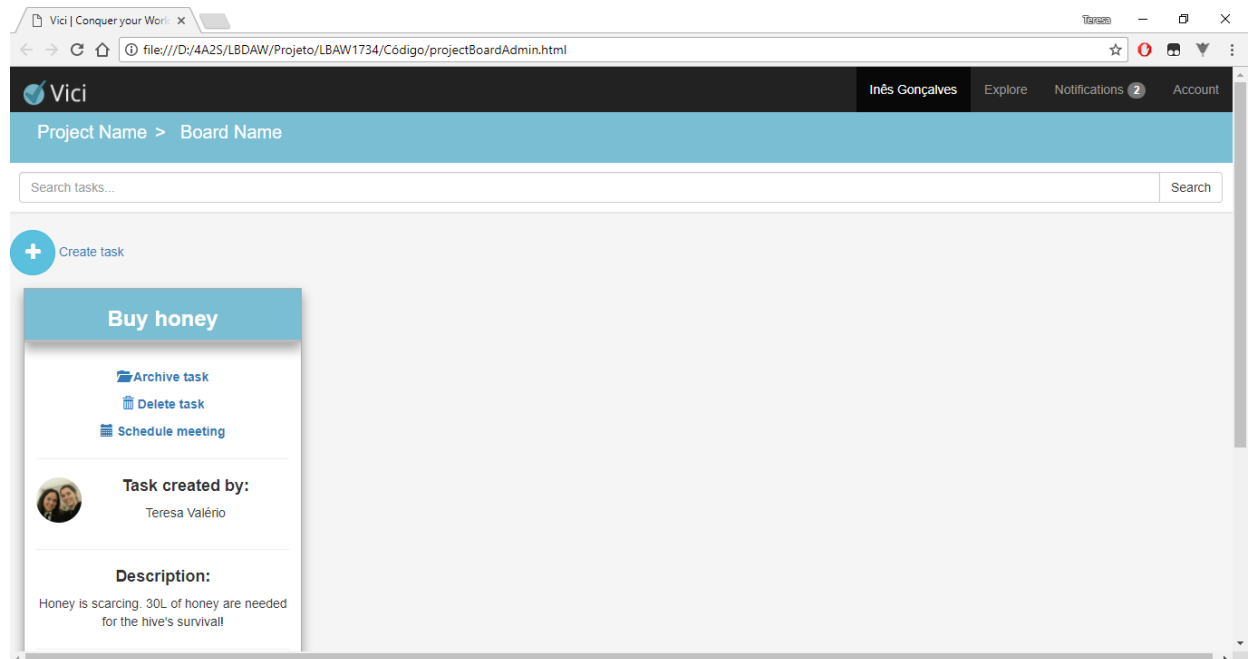 Vici | Conquer your Worl
Teresa
file:///D:/4A2S/LBDAW/Projeto/LBAW1734/Código/projectBoardAdmin.html
Vici
Inês Gonçalves
Explore
Notifications 2
Account
Project Name > Board Name
Search tasks...
Search
Create task
Buy honey
Archive task
Delete task
Schedule meeting
Task created by:
Teresa Valério
Description:
Honey is scarcing. 30L of honey are needed
for the hive's survival!